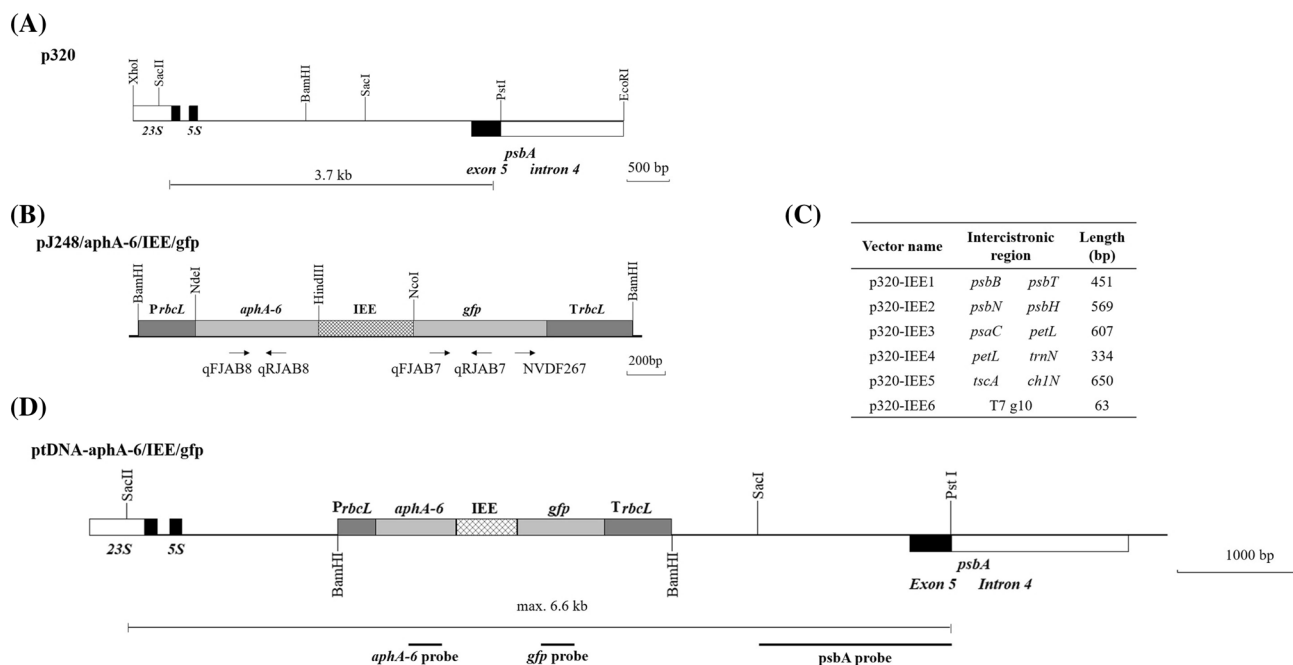 (A)
p320
XhoI
SacII
BamHI
SacI
PstI
EcoRI
23S
5S
psbA
exon 5 intron 4
3.7 kb
500 bp
(B)
pJ248/aphA-6/IEE/gfp
BamHI
NdeI
HindIII
NcoI
BamHI
PrbcL
aphA-6
IEE
gfp
TrbcL
qFJAB8
qRJAB8
qFJAB7
qRJAB7
NVDF267
200bp
(C)
Vector name Intercistronic region Length (bp)
p320-IEE1 psbB psbT 451
p320-IEE2 psbN psbH 569
p320-IEE3 psaC petL 607
p320-IEE4 petL trnN 334
p320-IEE5 tscA ch1N 650
p320-IEE6 T7 g10 63
(D)
ptDNA-aphA-6/IEE/gfp
SacII
SacI
Pst I
PrbcL
aphA-6
IEE
gfp
TrbcL
23S
5S
BamHI
BamHI
psbA
Exon 5 Intron 4
1000 bp
max. 6.6 kb
aphA-6 probe
gfp probe
psbA probe